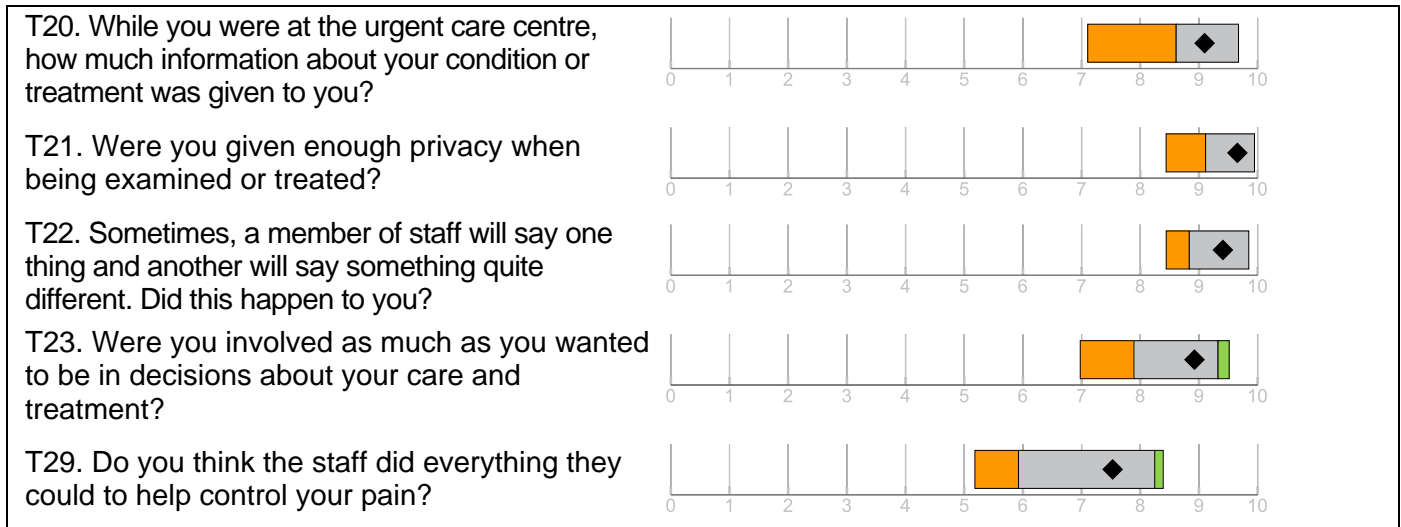 T20. While you were at the urgent care centre,
how much information about your condition or
treatment was given to you?
0 1 2 3 4 5 6 7 8 9 10
T21. Were you given enough privacy when
being examined or treated?
0 1 2 3 4 5 6 7 8 9 10
T22. Sometimes, a member of staff will say one
thing and another will say something quite
different. Did this happen to you?
0 1 2 3 4 5 6 7 8 9 10
T23. Were you involved as much as you wanted
to be in decisions about your care and
treatment?
0 1 2 3 4 5 6 7 8 9 10
T29. Do you think the staff did everything they
could to help control your pain?
0 1 2 3 4 5 6 7 8 9 10